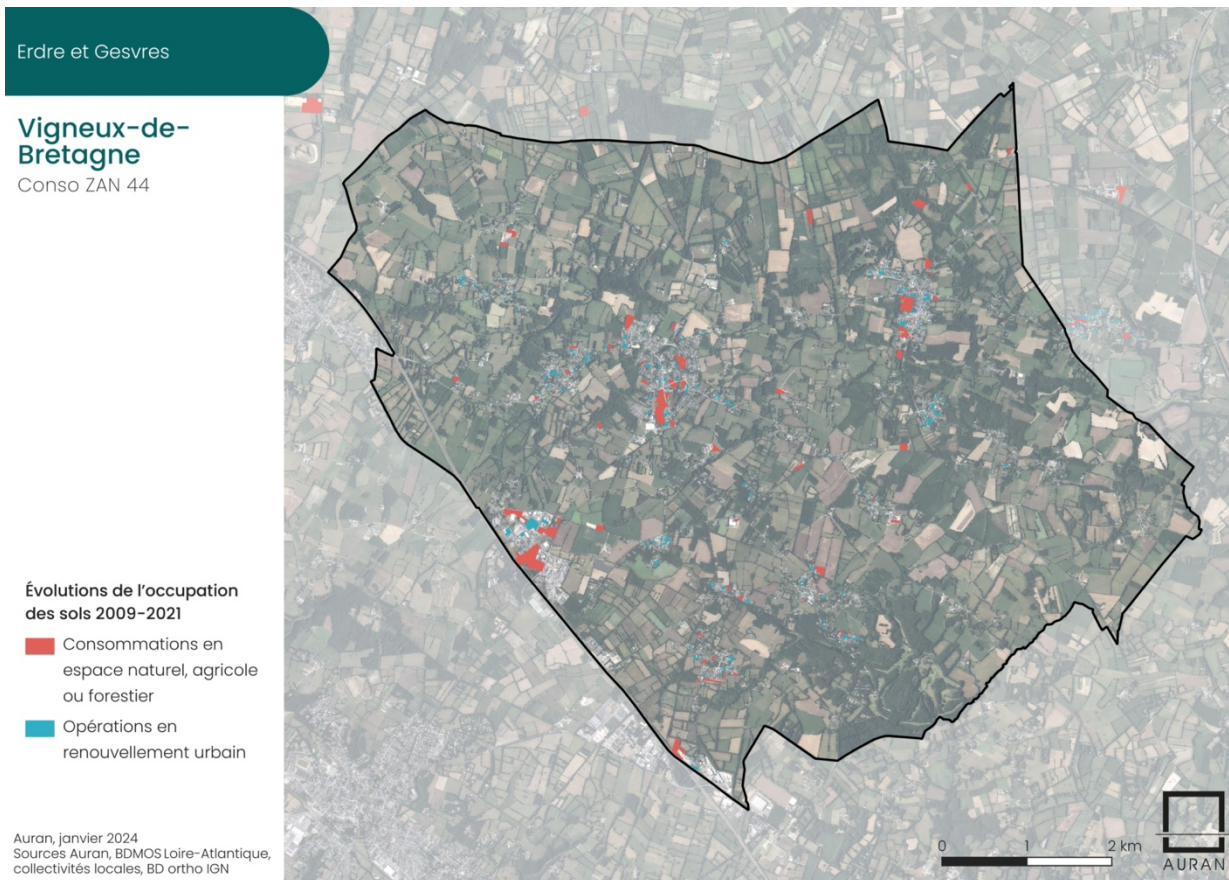 Erdre et Gesvres
Vigneux-de-
Bretagne
Conso ZAN 44
Évolutions de l'occupation
des sols 2009-2021
Consommations en
espace naturel, agricole
ou forestier
Opérations en
renouvellement urbain
Auran, janvier 2024
Sources Auran, BDMOS Loire-Atlantique,
collectivités locales, BD ortho IGN
0 1 2 km
AURAN